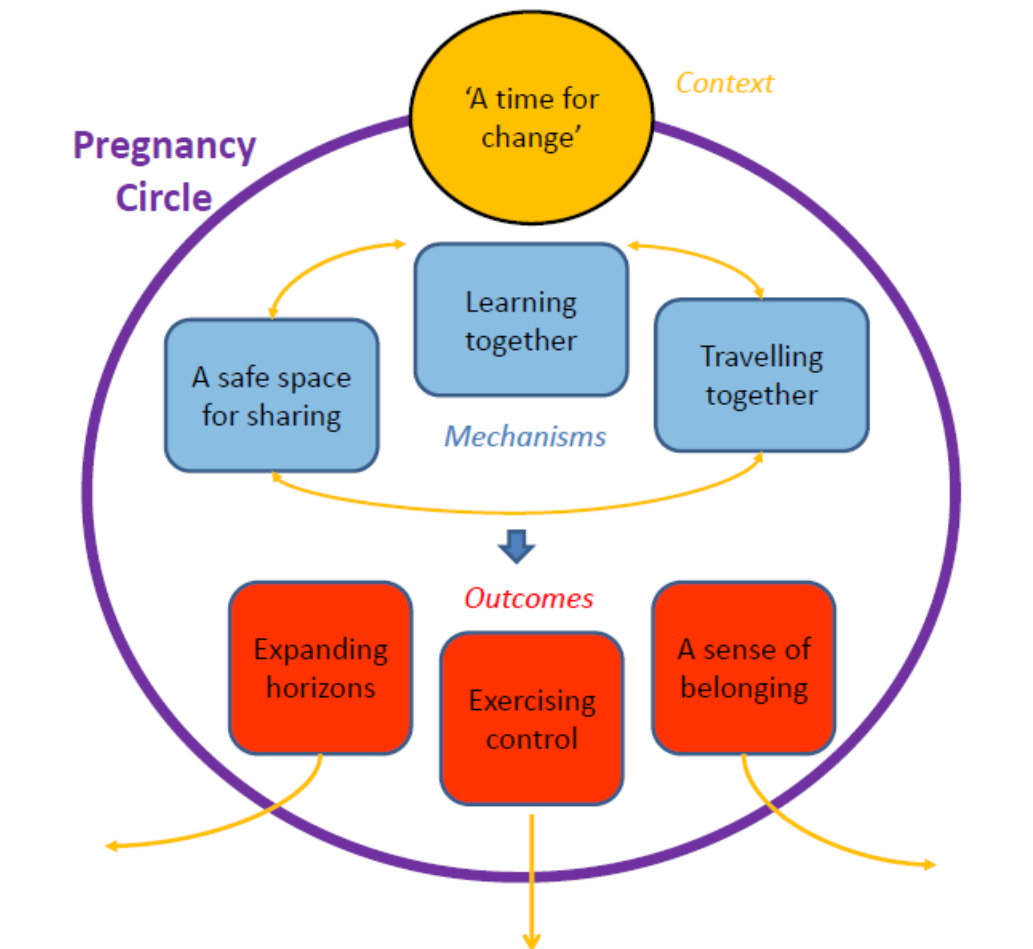 ‘A time for
change’
Context
Pregnancy
Circle
Learning
together
A safe space
for sharing
Travelling
together
Mechanisms
Outcomes
Expanding
horizons
Exercising
control
A sense of
belonging